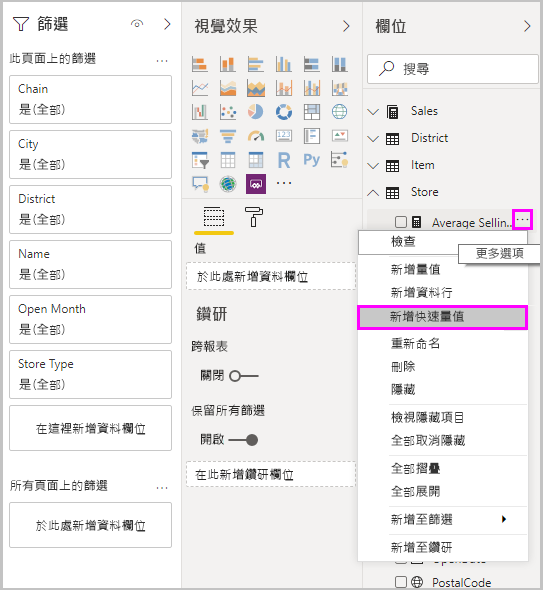 篩選
此頁面上的篩選
Chain
是(全部)
City
是(全部)
District
是(全部)
Name
是(全部)
Open Month
是(全部)
Store Type
是(全部)
在這裡新增資料欄位
所有頁面上的篩選
於此處新增資料欄位
視覺效果
123
R
Py
值
於此處新增資料欄位
鑽研
跨報表
關閉
保留所有篩選
開啟
在此新增鑽研欄位
欄位
搜尋
Sales
District
Item
Store
Average Sellin...
更多選項
檢查
新增量值
新增資料行
新增快速量值
重新命名
刪除
隱藏
檢視隱藏項目
全部取消隱藏
全部摺疊
全部展開
新增至篩選
新增至鑽研
PostalCode